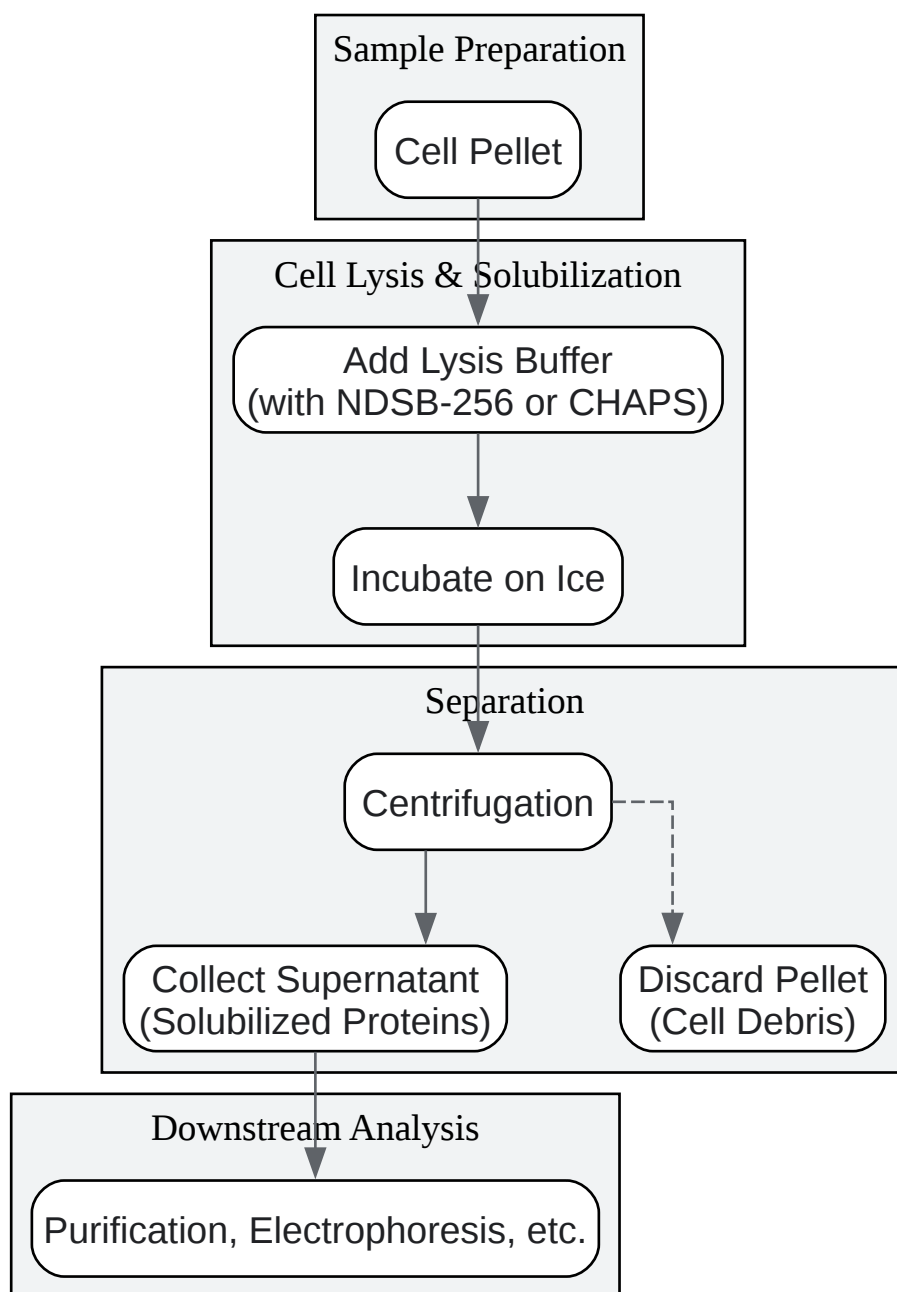 Sample Preparation
Cell Pellet
Cell Lysis & Solubilization
Add Lysis Buffer
(with NDSB-256 or CHAPS)
Incubate on Ice
Separation
Centrifugation
Collect Supernatant
(Solubilized Proteins)
Discard Pellet
(Cell Debris)
Downstream Analysis
Purification, Electrophoresis, etc.